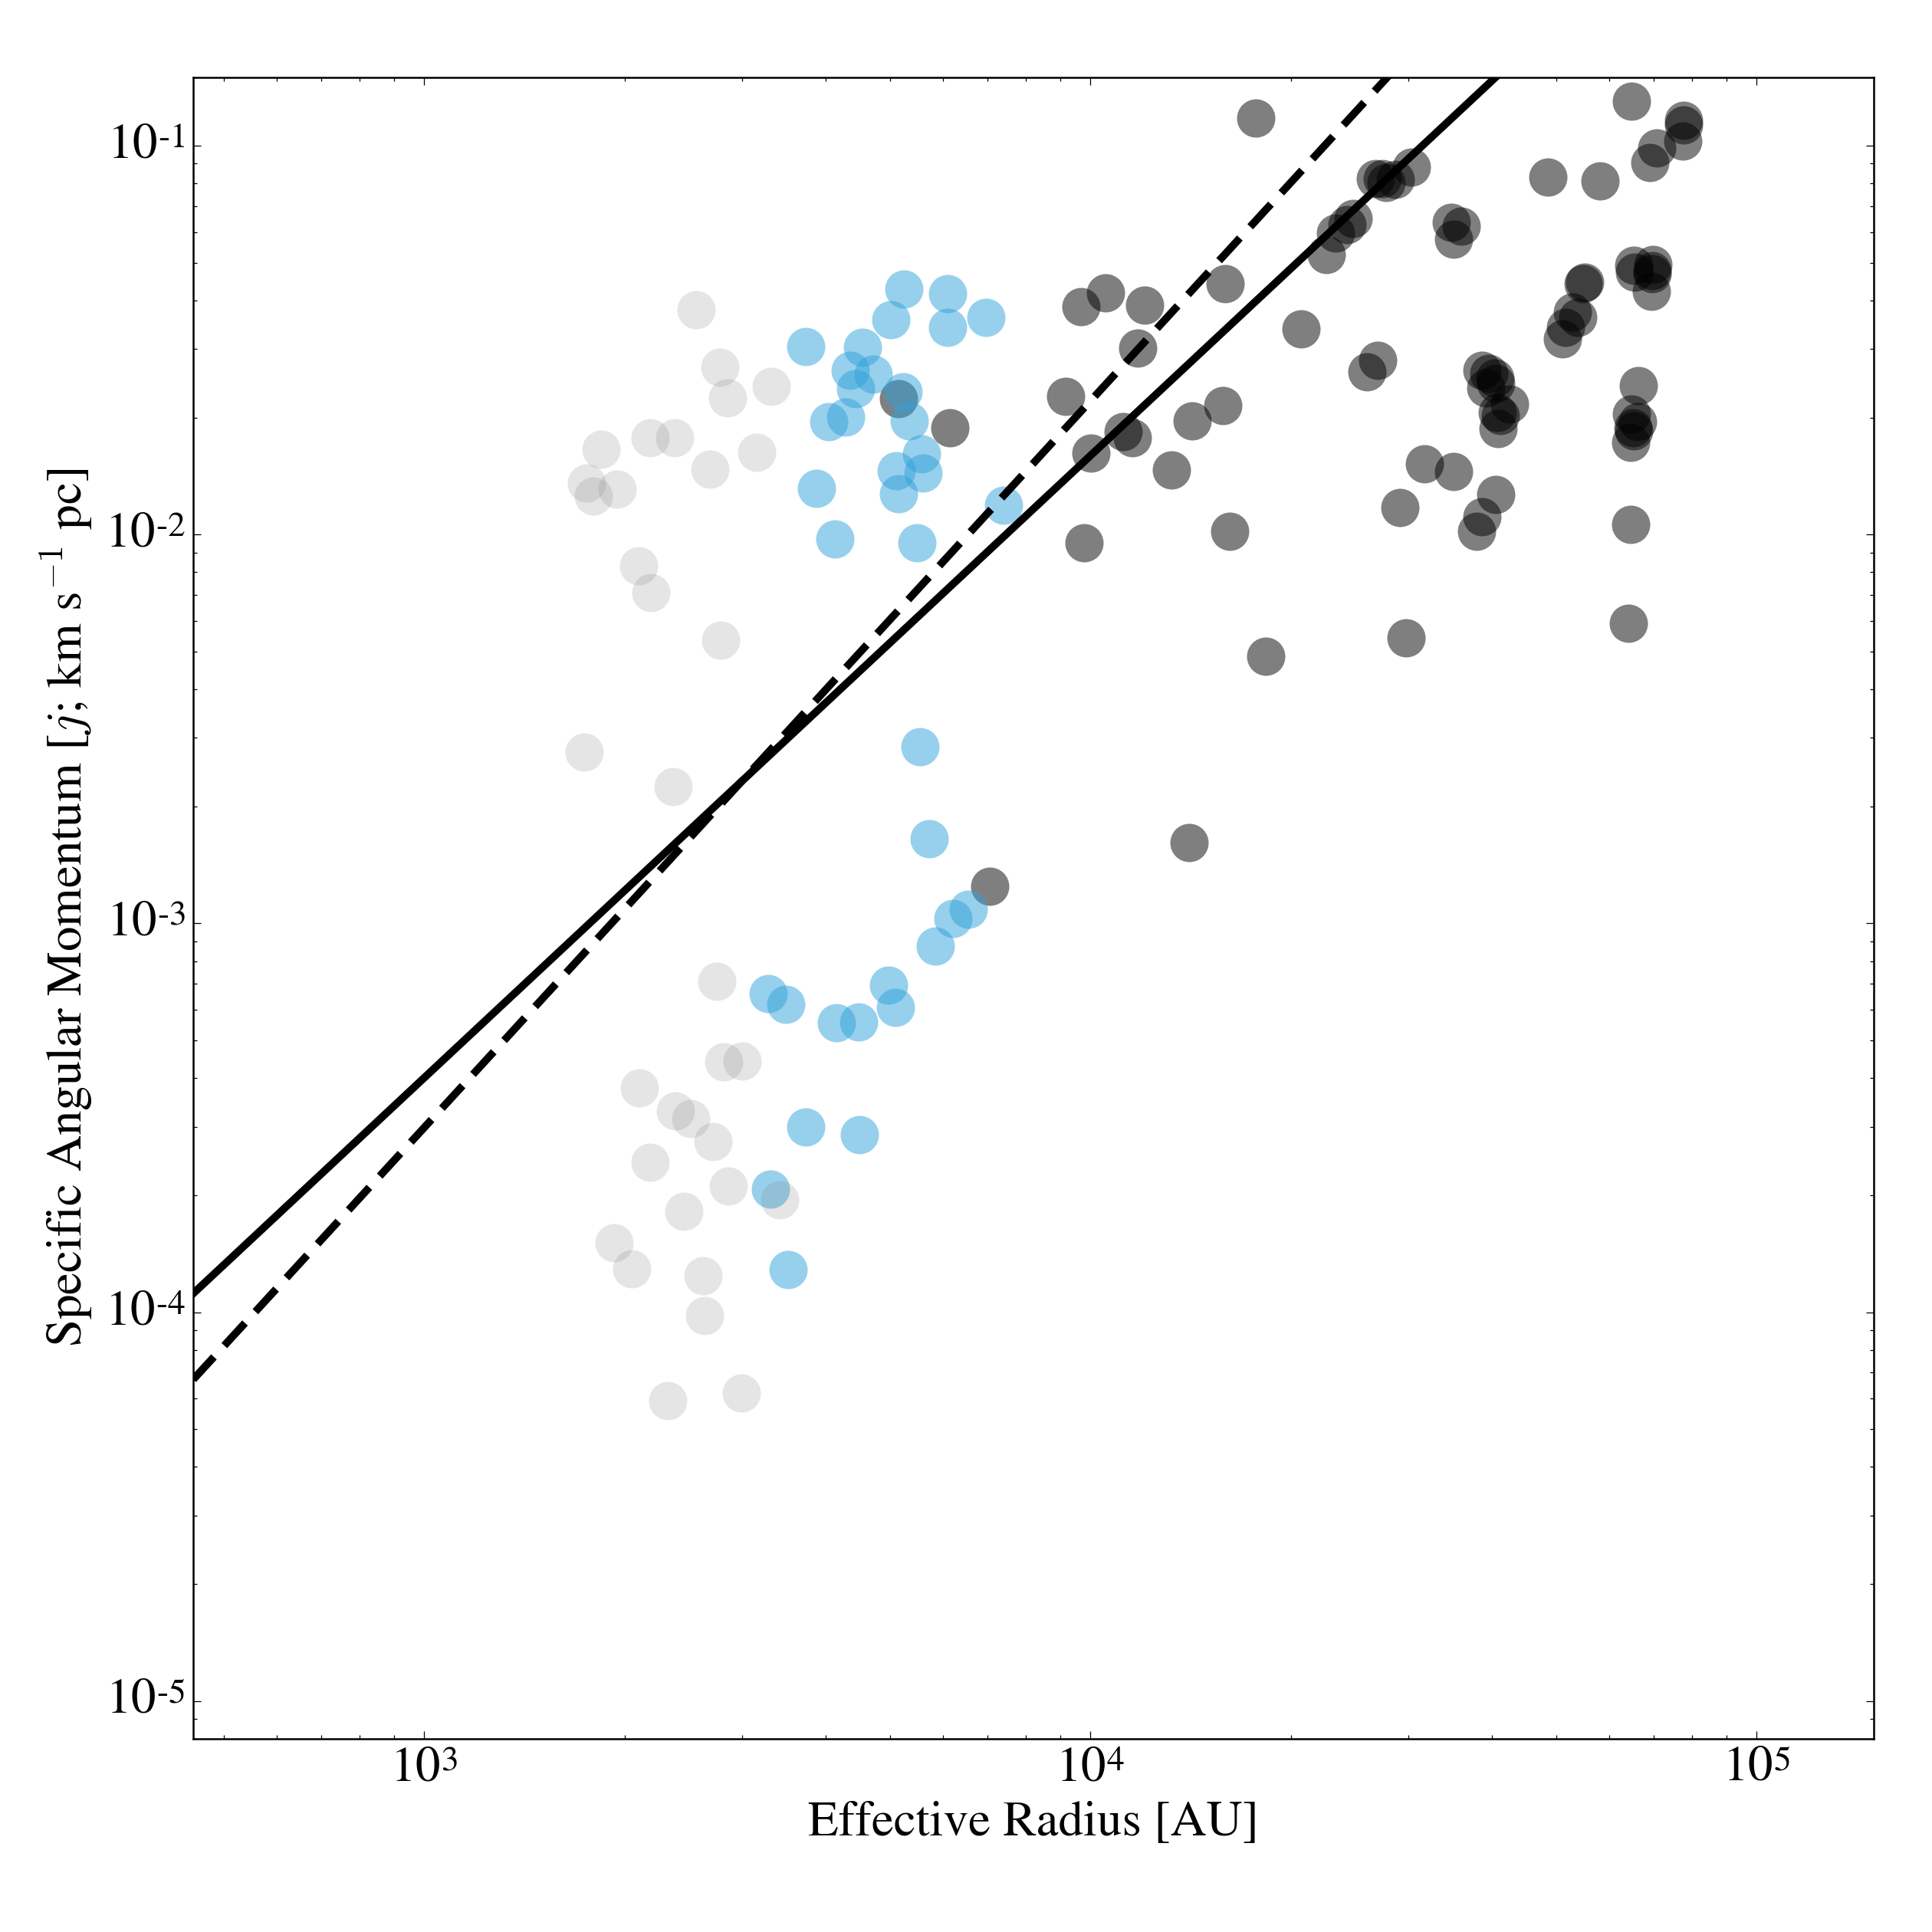 Specific Angular Momentum [j; km s⁻¹ pc]
10⁻¹
10⁻²
10⁻³
10⁻⁴
10⁻⁵
10³ 10⁴ 10⁵
Effective Radius [AU]